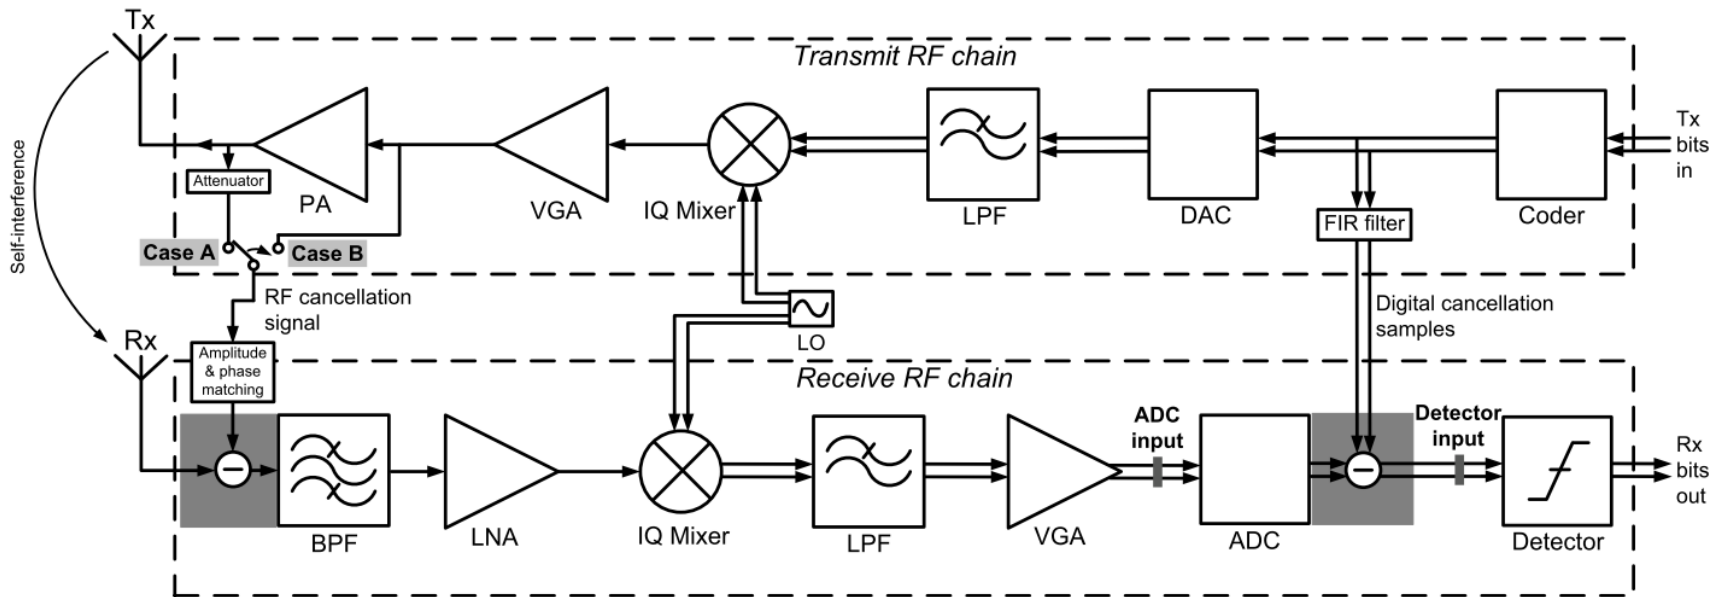 Tx
Transmit RF chain
Self-interference
Attenuator
PA
VGA
IQ Mixer
LPF
DAC
Coder
Tx
bits
in
FIR filter
Case A
Case B
RF cancellation
signal
LO
Digital cancellation
samples
Rx
Amplitude
& phase
matching
Receive RF chain
ADC
input
Detector
input
BPF
LNA
IQ Mixer
LPF
VGA
ADC
Detector
Rx
bits
out